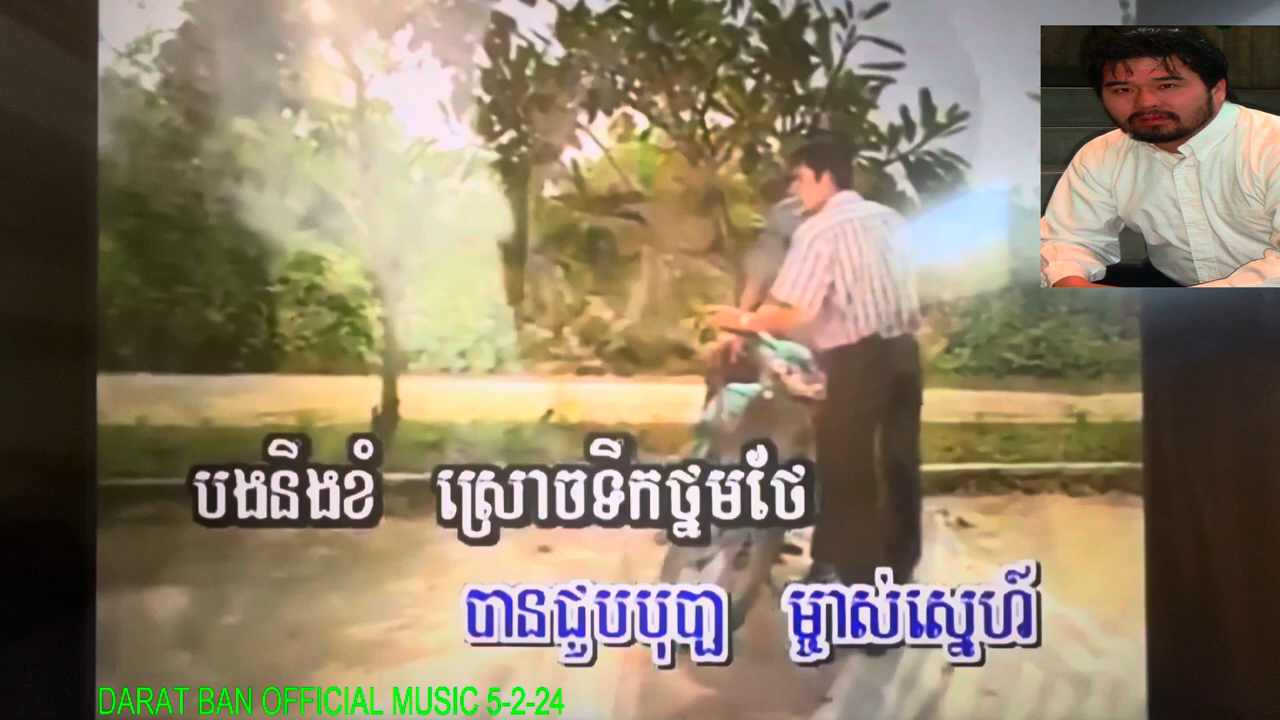 បងនឹងខំ ស្រោចទឹកថ្នមថែ
បានជួបបុប្ផា ម្ចាស់ស្នេហ៍
DARAT BAN OFFICIAL MUSIC 5-2-24